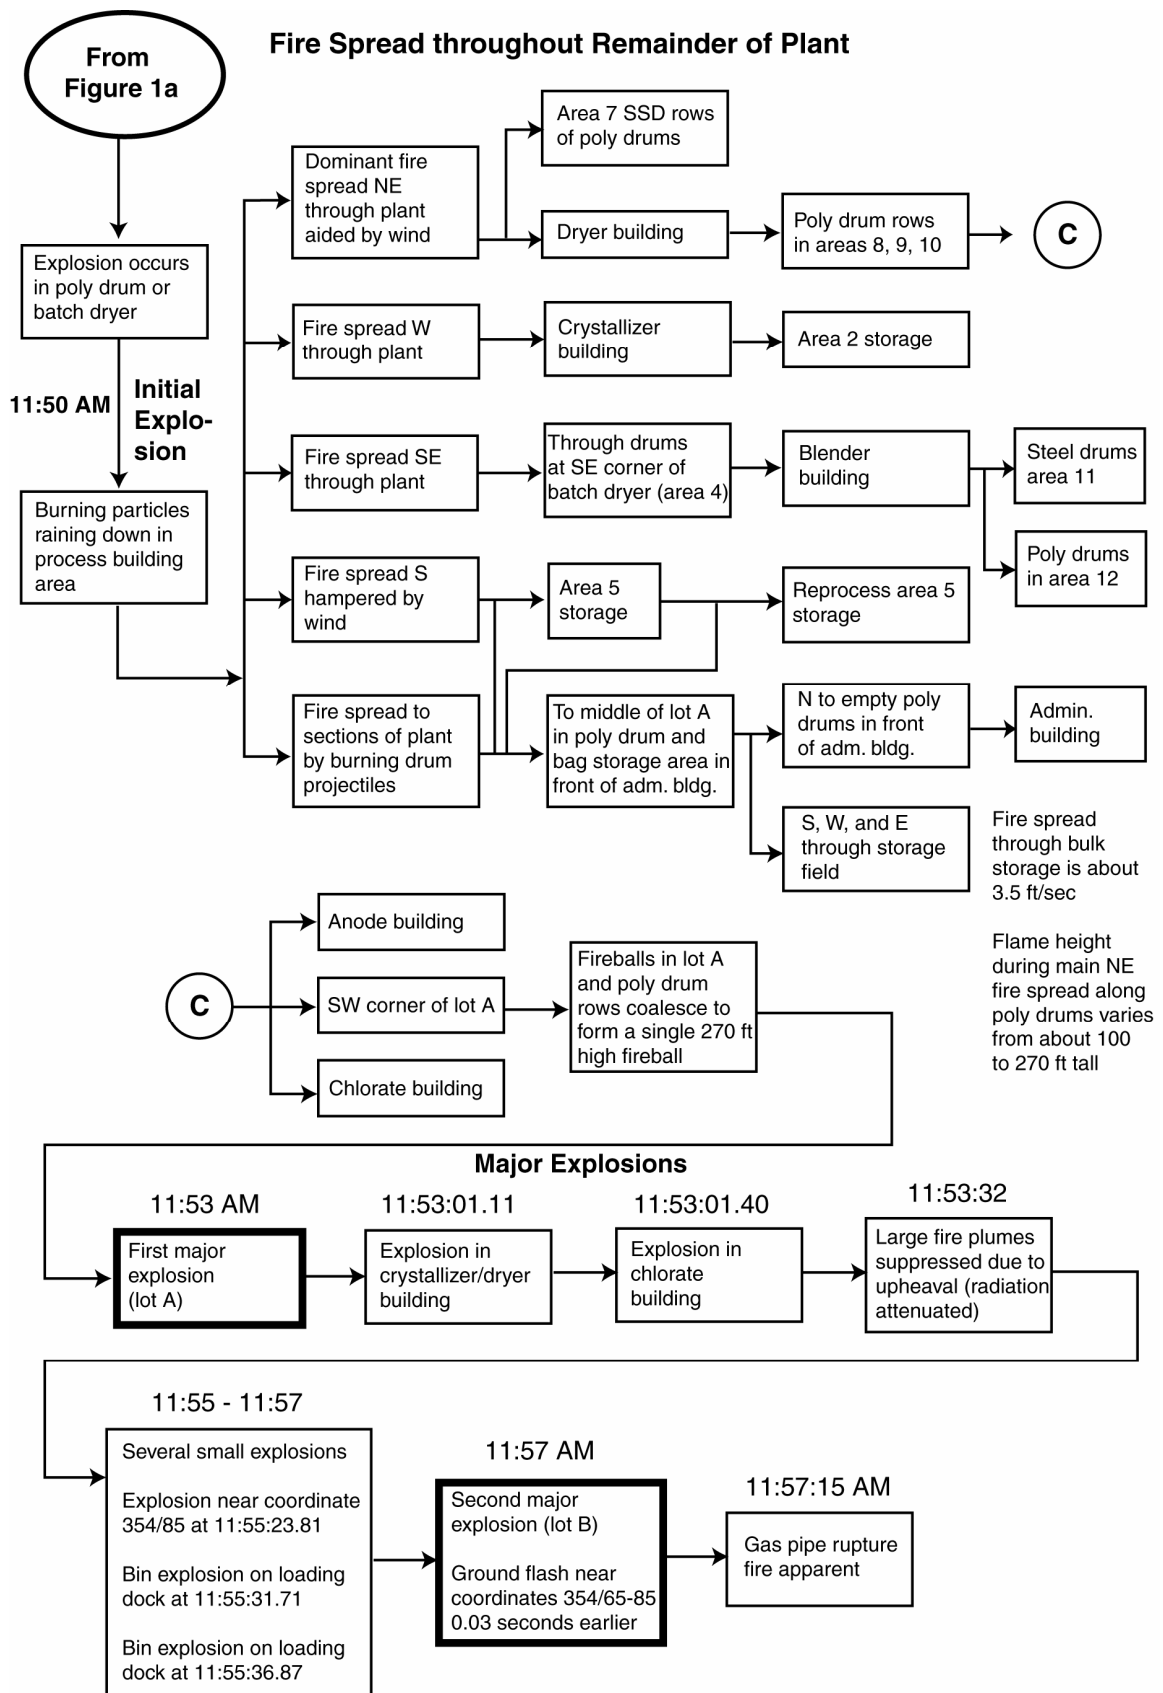 From
Figure 1a
Fire Spread throughout Remainder of Plant
Area 7 SSD rows
of poly drums
Dominant fire
spread NE
through plant
aided by wind
Dryer building
Poly drum rows
in areas 8, 9, 10
C
Explosion occurs
in poly drum or
batch dryer
Fire spread W
through plant
Crystallizer
building
Area 2 storage
11:50 AM
Initial
Explo-
sion
Fire spread SE
through plant
Through drums
at SE corner of
batch dryer (area 4)
Blender
building
Steel drums
area 11
Poly drums
in area 12
Burning particles
raining down in
process building
area
Fire spread S
hampered by
wind
Area 5
storage
Reprocess area 5
storage
Fire spread to
sections of plant
by burning drum
projectiles
To middle of lot A
in poly drum and
bag storage area in
front of adm. bldg.
N to empty poly
drums in front
of adm. bldg.
Admin.
building
S, W, and E
through storage
field
Fire spread
through bulk
storage is about
3.5 ft/sec
Flame height
during main NE
fire spread along
poly drums varies
from about 100
to 270 ft tall
C
Anode building
SW corner of lot A
Chlorate building
Fireballs in lot A
and poly drum
rows coalesce to
form a single 270 ft
high fireball
Major Explosions
11:53 AM
First major
explosion
(lot A)
11:53:01.11
Explosion in
crystallizer/dryer
building
11:53:01.40
Explosion in
chlorate
building
11:53:32
Large fire plumes
suppressed due to
upheaval (radiation
attenuated)
11:55 - 11:57
Several small explosions
Explosion near coordinate
354/85 at 11:55:23.81
Bin explosion on loading
dock at 11:55:31.71
Bin explosion on loading
dock at 11:55:36.87
11:57 AM
Second major
explosion (lot B)
Ground flash near
coordinates 354/65-85
0.03 seconds earlier
11:57:15 AM
Gas pipe rupture
fire apparent